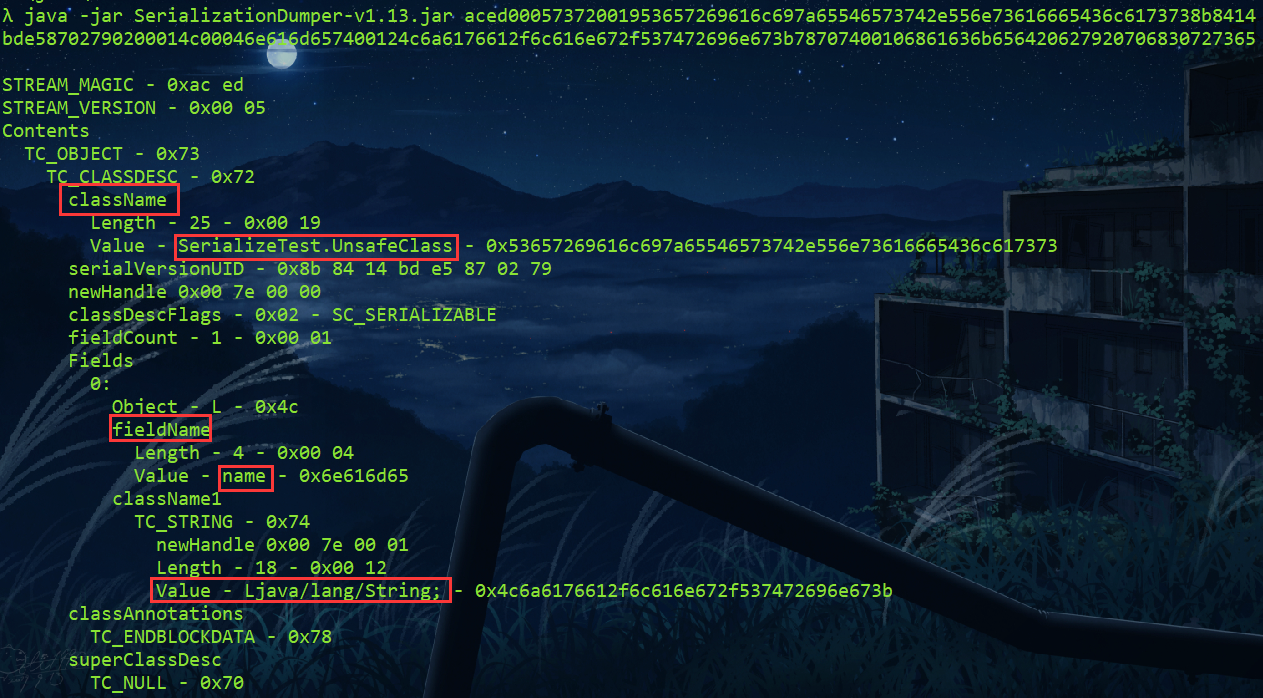 λ java -jar SerializationDumper-v1.13.jar aced00057372001953657269616c697a65546573742e556e73616665436c6173738b8414
bde58702790200014c00046e616d657400124c6a6176612f6c616e672f537472696e673b78707400106861636b656420627920706830727365
STREAM_MAGIC - 0xac ed
STREAM_VERSION - 0x00 05
Contents
TC_OBJECT - 0x73
TC_CLASSDESC - 0x72
className
Length - 25 - 0x00 19
Value - SerializeTest.UnsafeClass - 0x53657269616c697a65546573742e556e73616665436c617373
serialVersionUID - 0x8b 84 14 bd e5 87 02 79
newHandle 0x00 7e 00 00
classDescFlags - 0x02 - SC_SERIALIZABLE
fieldCount - 1 - 0x00 01
Fields
0:
Object - L - 0x4c
fieldName
Length - 4 - 0x00 04
Value - name - 0x6e616d65
className1
TC_STRING - 0x74
newHandle 0x00 7e 00 01
Length - 18 - 0x00 12
Value - Ljava/lang/String; - 0x4c6a6176612f6c616e672f537472696e673b
classAnnotations
TC_ENDBLOCKDATA - 0x78
superClassDesc
TC_NULL - 0x70